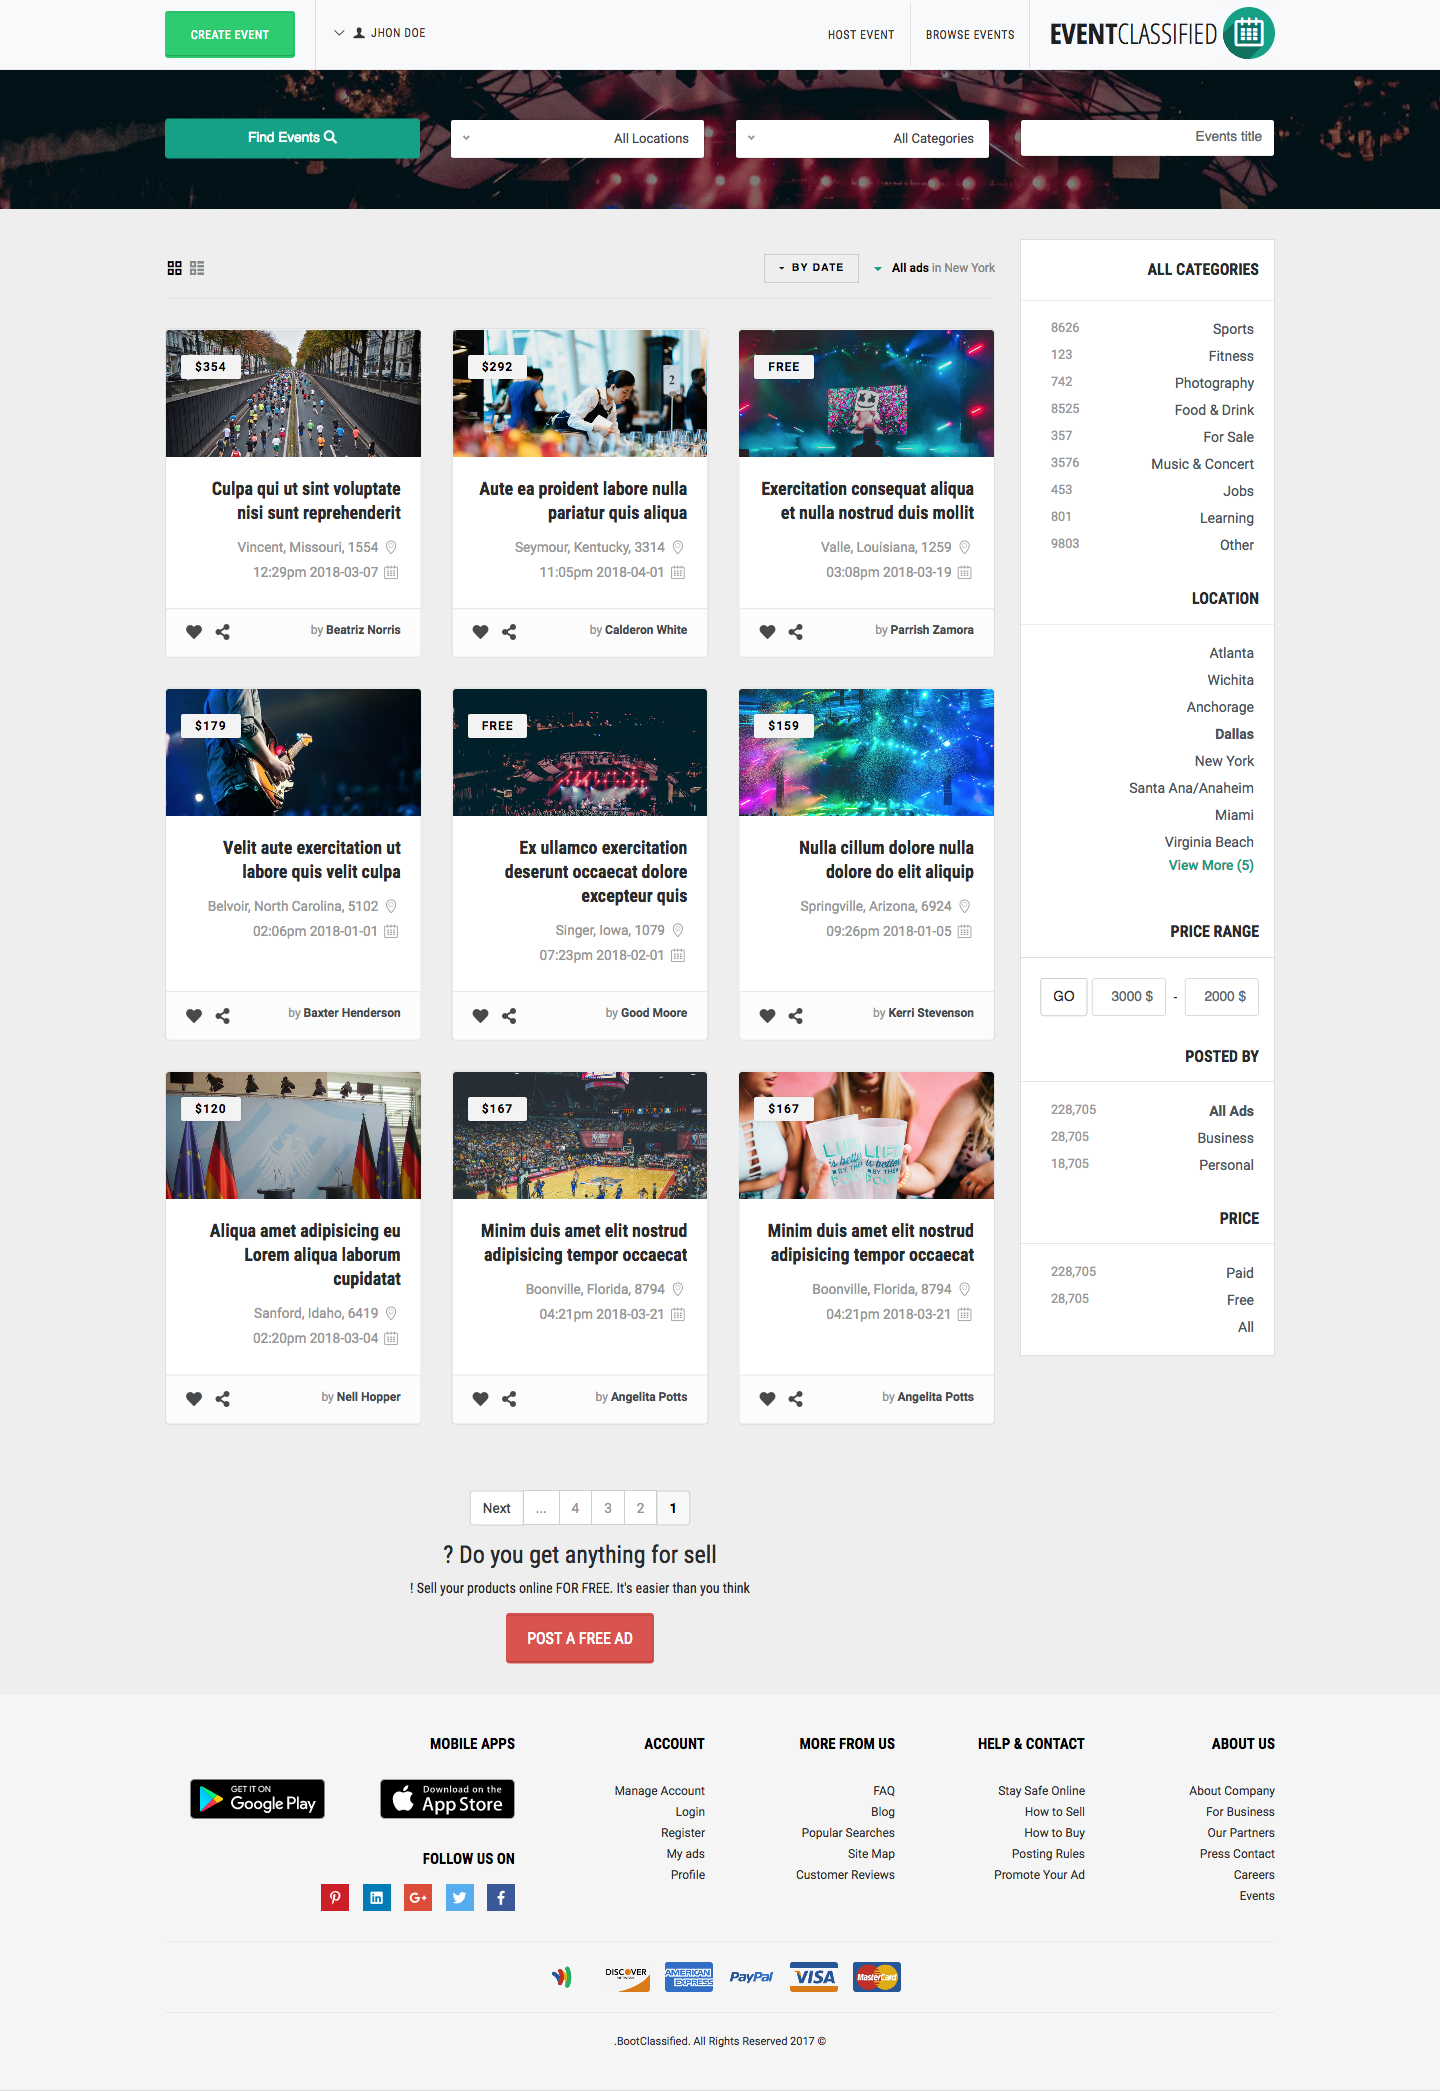 CREATE EVENT
JHON DOE
HOST EVENT
BROWSE EVENTS
EVENTCLASSIFIED
Find Events
All Locations
All Categories
Events title
BY DATE
All ads in New York
$354
Culpa qui ut sint voluptate
nisi sunt reprehenderit
Vincent, Missouri, 1554
12:29pm 2018-03-07
by Beatriz Norris
$292
2
Aute ea proident labore nulla
pariatur quis aliqua
Seymour, Kentucky, 3314
11:05pm 2018-04-01
by Calderon White
FREE
Exercitation consequat aliqua
et nulla nostrud duis mollit
Valle, Louisiana, 1259
03:08pm 2018-03-19
by Parrish Zamora
$179
Velit aute exercitation ut
labore quis velit culpa
Belvoir, North Carolina, 5102
02:06pm 2018-01-01
by Baxter Henderson
FREE
Ex ullamco exercitation
deserunt occaecat dolore
excepteur quis
Singer, Iowa, 1079
07:23pm 2018-02-01
by Good Moore
$159
Nulla cillum dolore nulla
dolore do elit aliquip
Springville, Arizona, 6924
09:26pm 2018-01-05
by Kerri Stevenson
$120
Aliqua amet adipisicing eu
Lorem aliqua laborum
cupidatat
Sanford, Idaho, 6419
02:20pm 2018-03-04
by Nell Hopper
$167
Minim duis amet elit nostrud
adipisicing tempor occaecat
Boonville, Florida, 8794
04:21pm 2018-03-21
by Angelita Potts
$167
LIFE
is better
BY THE
POOL
Minim duis amet elit nostrud
adipisicing tempor occaecat
Boonville, Florida, 8794
04:21pm 2018-03-21
by Angelita Potts
ALL CATEGORIES
8626 Sports
123 Fitness
742 Photography
8525 Food & Drink
357 For Sale
3576 Music & Concert
453 Jobs
801 Learning
9803 Other
LOCATION
Atlanta
Wichita
Anchorage
Dallas
New York
Santa Ana/Anaheim
Miami
Virginia Beach
View More (5)
PRICE RANGE
GO 3000 $ - 2000 $
POSTED BY
228,705 All Ads
28,705 Business
18,705 Personal
PRICE
228,705 Paid
28,705 Free
All
Next ... 4 3 2 1
? Do you get anything for sell
! Sell your products online FOR FREE. It's easier than you think
POST A FREE AD
MOBILE APPS
GET IT ON
Google Play
Download on the
App Store
FOLLOW US ON
ACCOUNT
Manage Account
Login
Register
My ads
Profile
MORE FROM US
FAQ
Blog
Popular Searches
Site Map
Customer Reviews
HELP & CONTACT
Stay Safe Online
How to Sell
How to Buy
Posting Rules
Promote Your Ad
ABOUT US
About Company
For Business
Our Partners
Press Contact
Careers
Events
DISCOVER
AMERICAN
EXPRESS
PayPal
VISA
MasterCard
.BootClassified. All Rights Reserved 2017 ©